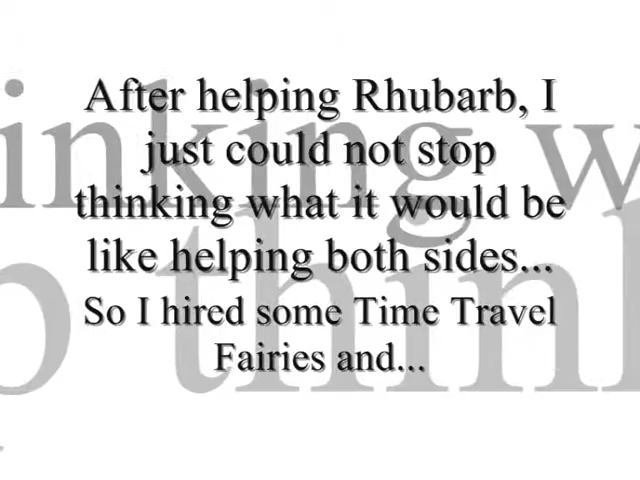 After helping Rhubarb, I
just could not stop
thinking what it would be
like helping both sides...
So I hired some Time Travel
Fairies and...